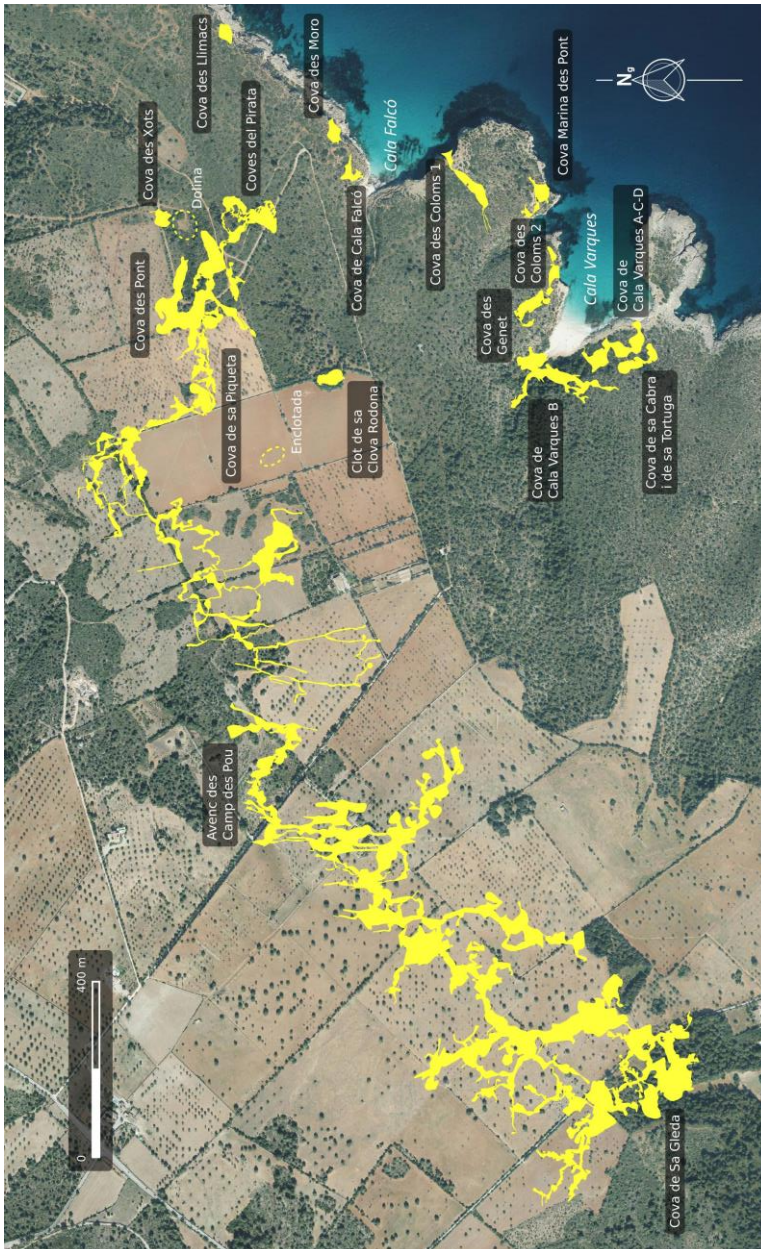 0 400 m
Cova des Pont
Cova des Xots
Dolina
Cova des Llimacs
Avenc des
Camp des Pou
Cova de sa Piqueta
Coves del Pirata
Enclotada
Cova des Moro
Clot de sa
Clova Rodona
Cova de Cala Falcó
Cala Falcó
Cova des Coloms 1
Cova des
Genet
Cova des
Coloms 2
Cova Marina des Pont
Cova de
Cala Varques B
Cala Varques
Cova de
Cala Varques A-C-D
Cova de sa Cabra
i de sa Tortuga
Cova de Sa Gleda
Ng